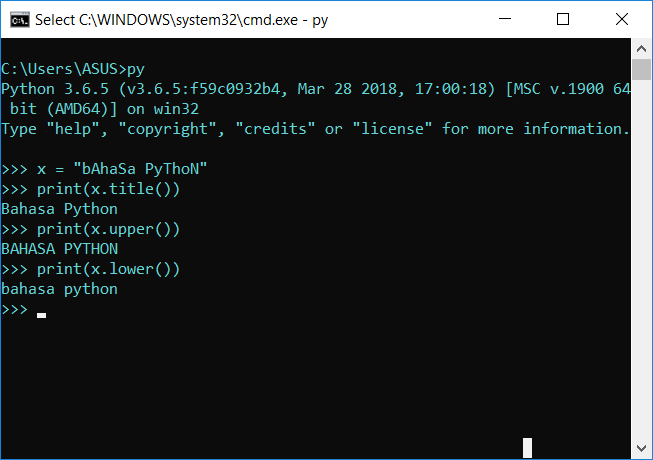 Select C:\WINDOWS\system32\cmd.exe - py
C:\Users\ASUS>py
Python 3.6.5 (v3.6.5:f59c0932b4, Mar 28 2018, 17:00:18) [MSC v.1900 64
 bit (AMD64)] on win32
Type "help", "copyright", "credits" or "license" for more information.
>>> x = "bAhaSa PyThoN"
>>> print(x.title())
Bahasa Python
>>> print(x.upper())
BAHASA PYTHON
>>> print(x.lower())
bahasa python
>>>